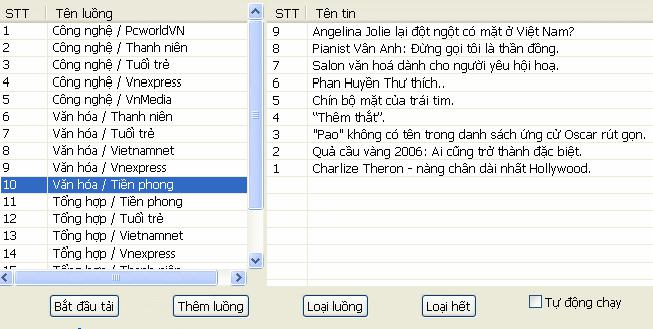 STT Tên luồng
1 Công nghệ / PcworldVN
2 Công nghệ / Thanh niên
3 Công nghệ / Tuổi trẻ
4 Công nghệ / Vnexpress
5 Công nghệ / VnMedia
6 Văn hóa / Thanh niên
7 Văn hóa / Tuổi trẻ
8 Văn hóa / Vietnamnet
9 Văn hóa / Vnexpress
10 Văn hóa / Tiền phong
11 Tổng hợp / Tiền phong
12 Tổng hợp / Tuổi trẻ
13 Tổng hợp / Vietnamnet
14 Tổng hợp / Vnexpress
15 Tổng hợp / Thanh niên
STT Tên tin
9 Angelina Jolie lại đột ngột có mặt ở Việt Nam?
8 Pianist Vân Anh: Đừng gọi tôi là thần đồng.
7 Salon văn hoá dành cho người yêu hội hoạ.
6 Phan Huyền Thư thích..
5 Chín bộ mặt của trái tim.
4 "Thêm thắt".
3 "Pao" không có tên trong danh sách ứng cử Oscar rút gọn.
2 Quả cầu vàng 2006: Ai cũng trở thành đặc biệt.
1 Charlize Theron - nàng chân dài nhất Hollywood.
Bắt đầu tải Thêm luồng Loại luồng Loại hết Tự động chạy